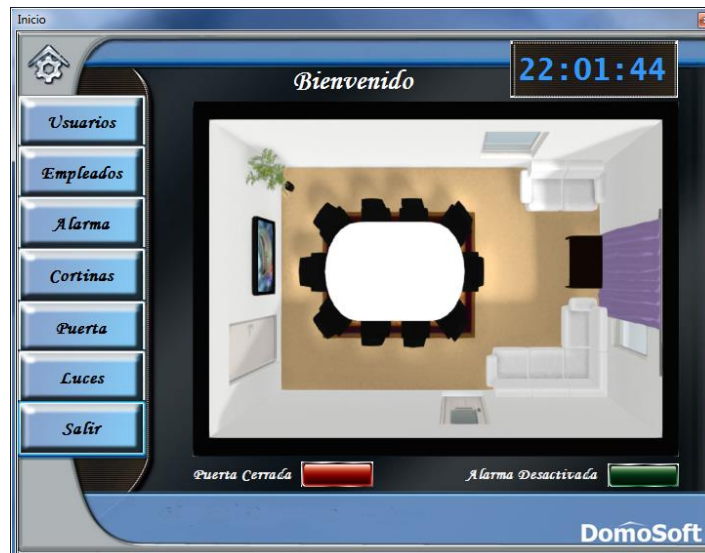 Inicio
22:01:44
Bienvenido
Usuarios
Empleados
Alarma
Cortinas
Puerta
Luces
Salir
Puerta Cerrada
Alarma Desactivada
DomoSoft